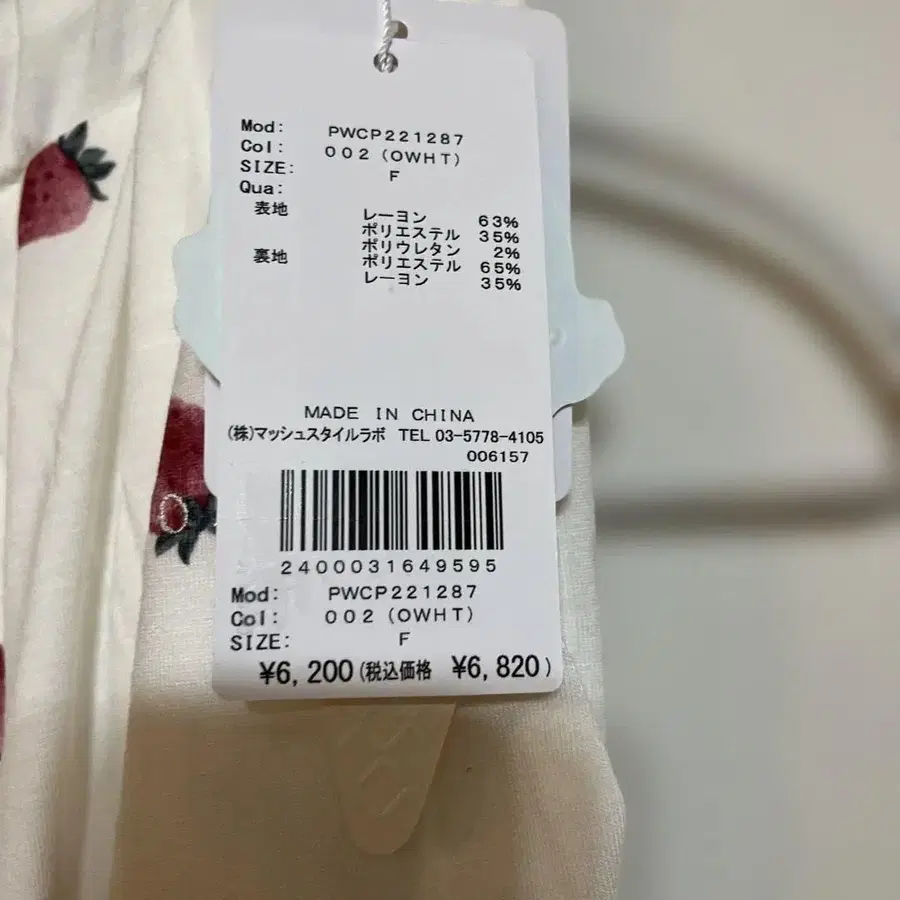 Mod: PWCP221287
Col: 002 (OWHT)
SIZE: F
Qua:
表地 レーヨン 63%
ポリエステル 35%
ポリウレタン 2%
裏地 ポリエステル 65%
レーヨン 35%
MADE IN CHINA
(株)マッシュスタイルラボ TEL 03-5778-4105
006157
2400031649595
Mod: PWCP221287
Col: 002 (OWHT)
SIZE: F
¥6,200(税込価格 ¥6,820)